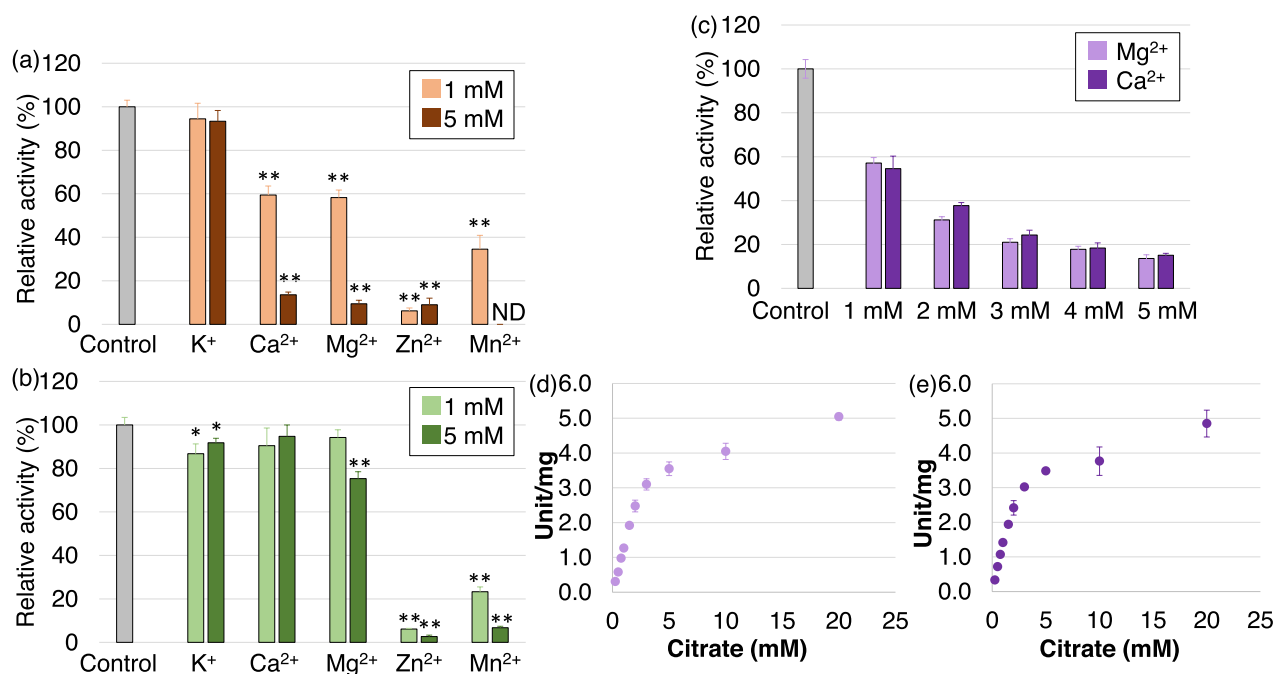 (a)
120
100
80
60
40
20
0
Relative activity (%)
1 mM
5 mM
**
**
**
**
**
**
**
ND
Control
K⁺
Ca²⁺
Mg²⁺
Zn²⁺
Mn²⁺
(b)
120
100
80
60
40
20
0
Relative activity (%)
1 mM
5 mM
*
*
**
**
**
**
**
Control
K⁺
Ca²⁺
Mg²⁺
Zn²⁺
Mn²⁺
(c)
120
100
80
60
40
20
0
Relative activity (%)
Mg²⁺
Ca²⁺
Control
1 mM
2 mM
3 mM
4 mM
5 mM
(d)
6.0
5.0
4.0
3.0
2.0
1.0
0.0
Unit/mg
0
5
10
15
20
25
Citrate (mM)
(e)
6.0
5.0
4.0
3.0
2.0
1.0
0.0
Unit/mg
0
5
10
15
20
25
Citrate (mM)